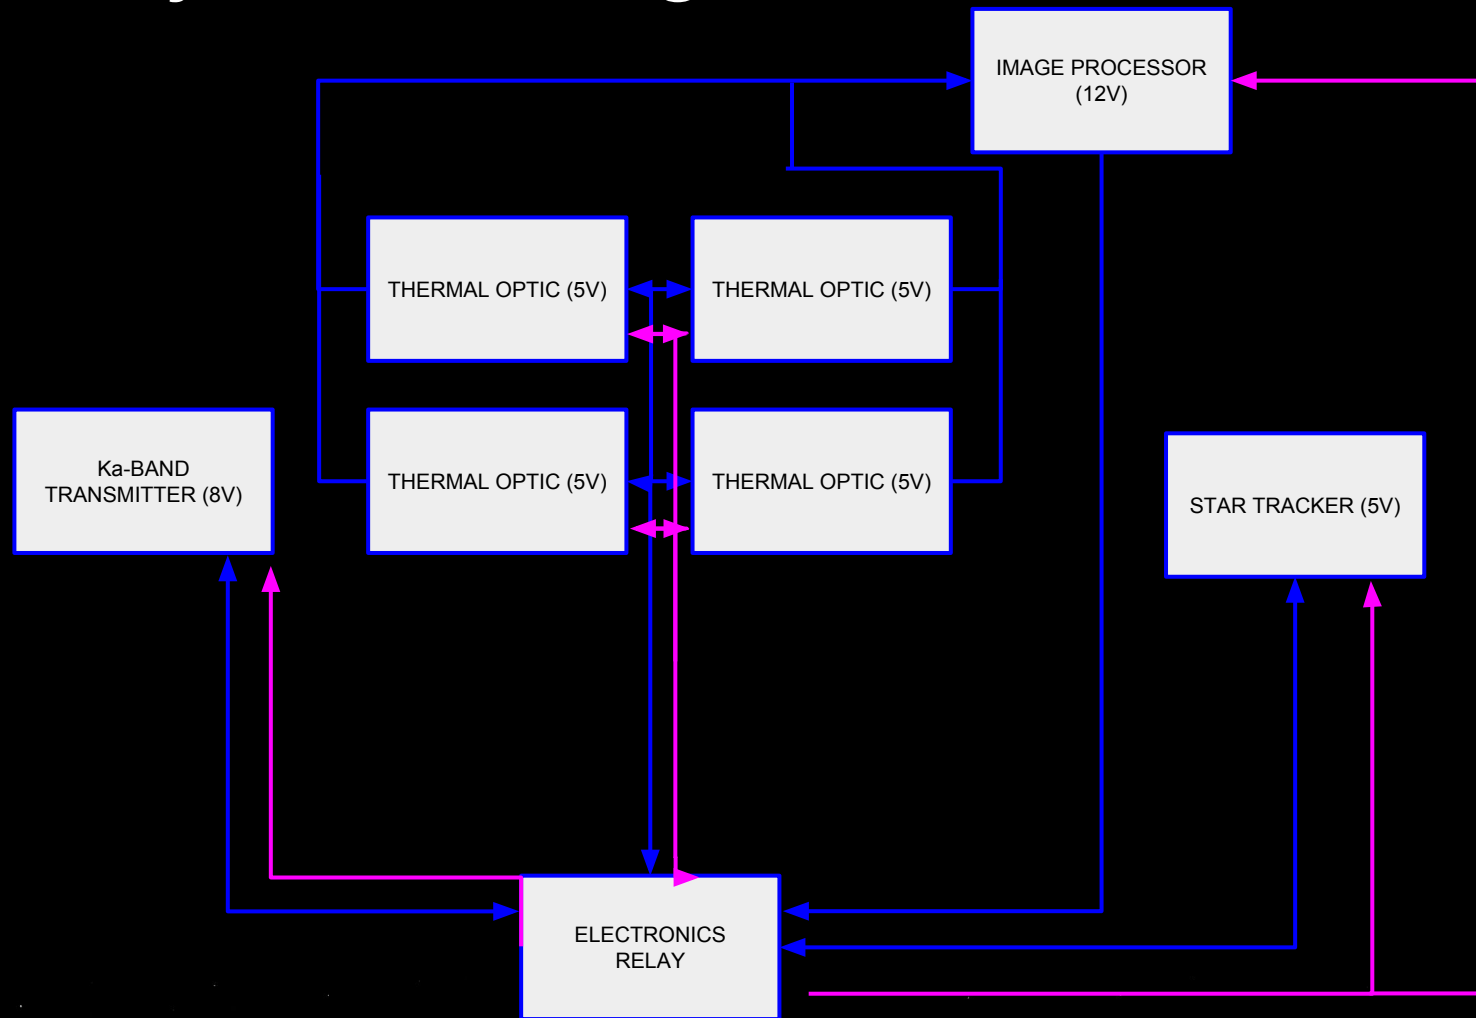 IMAGE PROCESSOR
(12V)
THERMAL OPTIC (5V)
THERMAL OPTIC (5V)
Ka-BAND
TRANSMITTER (8V)
THERMAL OPTIC (5V)
THERMAL OPTIC (5V)
STAR TRACKER (5V)
ELECTRONICS
RELAY